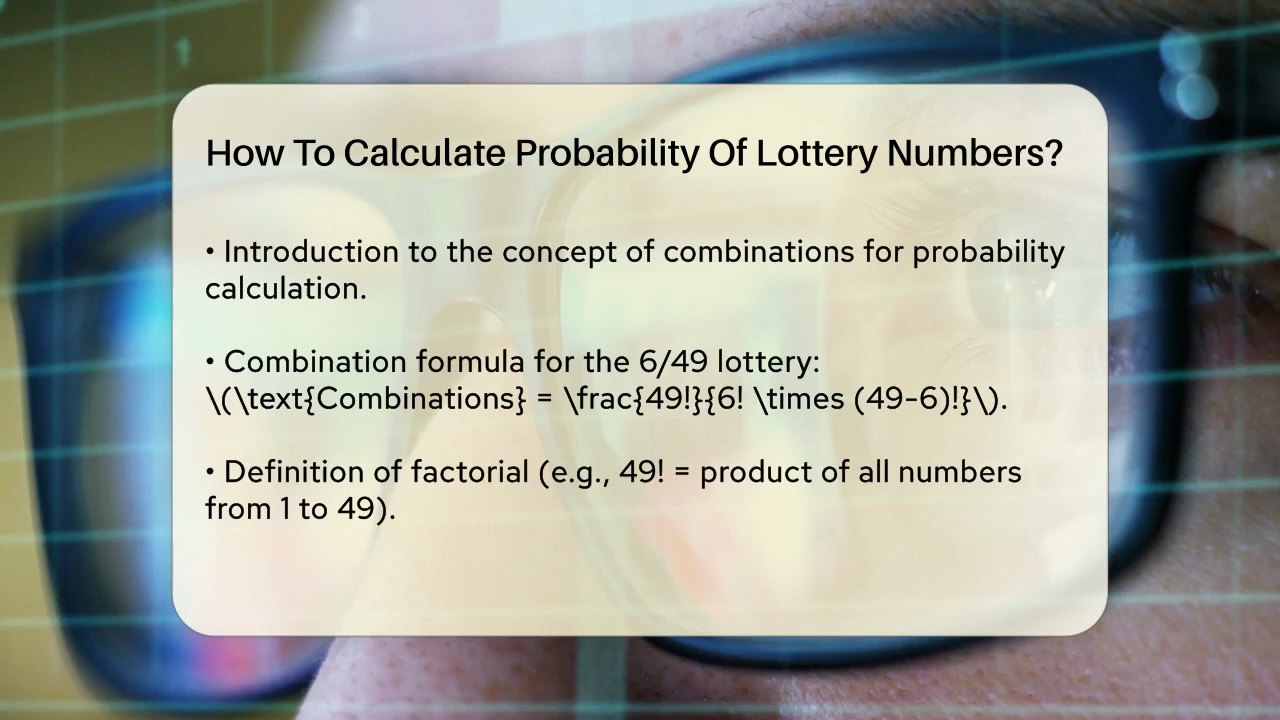 How To Calculate Probability Of Lottery Numbers?
• Introduction to the concept of combinations for probability
calculation.
• Combination formula for the 6/49 lottery:
\(\text{Combinations} = \frac{49!}{6! \times (49-6)!}\).
• Definition of factorial (e.g., 49! = product of all numbers
from 1 to 49).